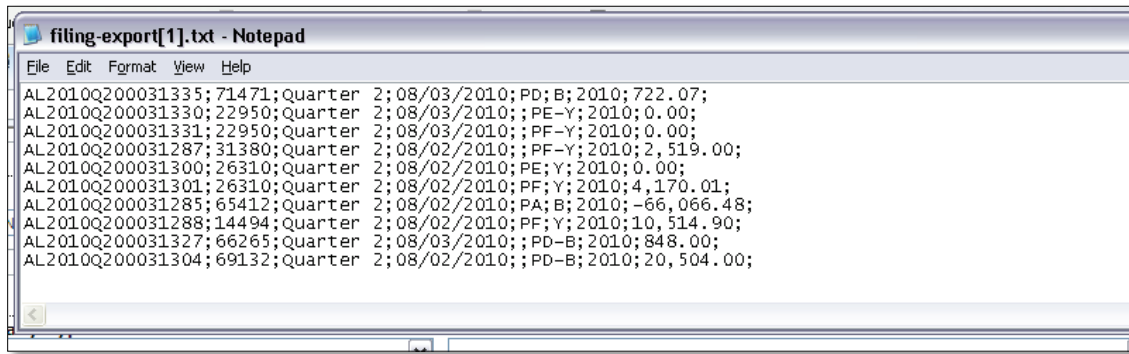 filing-export[1].txt - Notepad
File Edit Format View Help
AL2010Q200031335;71471;Quarter 2;08/03/2010;PD;B;2010;722.07;
AL2010Q200031330;22950;Quarter 2;08/03/2010;;PE-Y;2010;0.00;
AL2010Q200031331;22950;Quarter 2;08/03/2010;;PF-Y;2010;0.00;
AL2010Q200031287;31380;Quarter 2;08/02/2010;;PF-Y;2010;2,519.00;
AL2010Q200031300;26310;Quarter 2;08/02/2010;PE;Y;2010;0.00;
AL2010Q200031301;26310;Quarter 2;08/02/2010;PF;Y;2010;4,170.01;
AL2010Q200031285;65412;Quarter 2;08/02/2010;PA;B;2010;-66,066.48;
AL2010Q200031288;14494;Quarter 2;08/02/2010;PF;Y;2010;10,514.90;
AL2010Q200031327;66265;Quarter 2;08/03/2010;;PD-B;2010;848.00;
AL2010Q200031304;69132;Quarter 2;08/02/2010;;PD-B;2010;20,504.00;